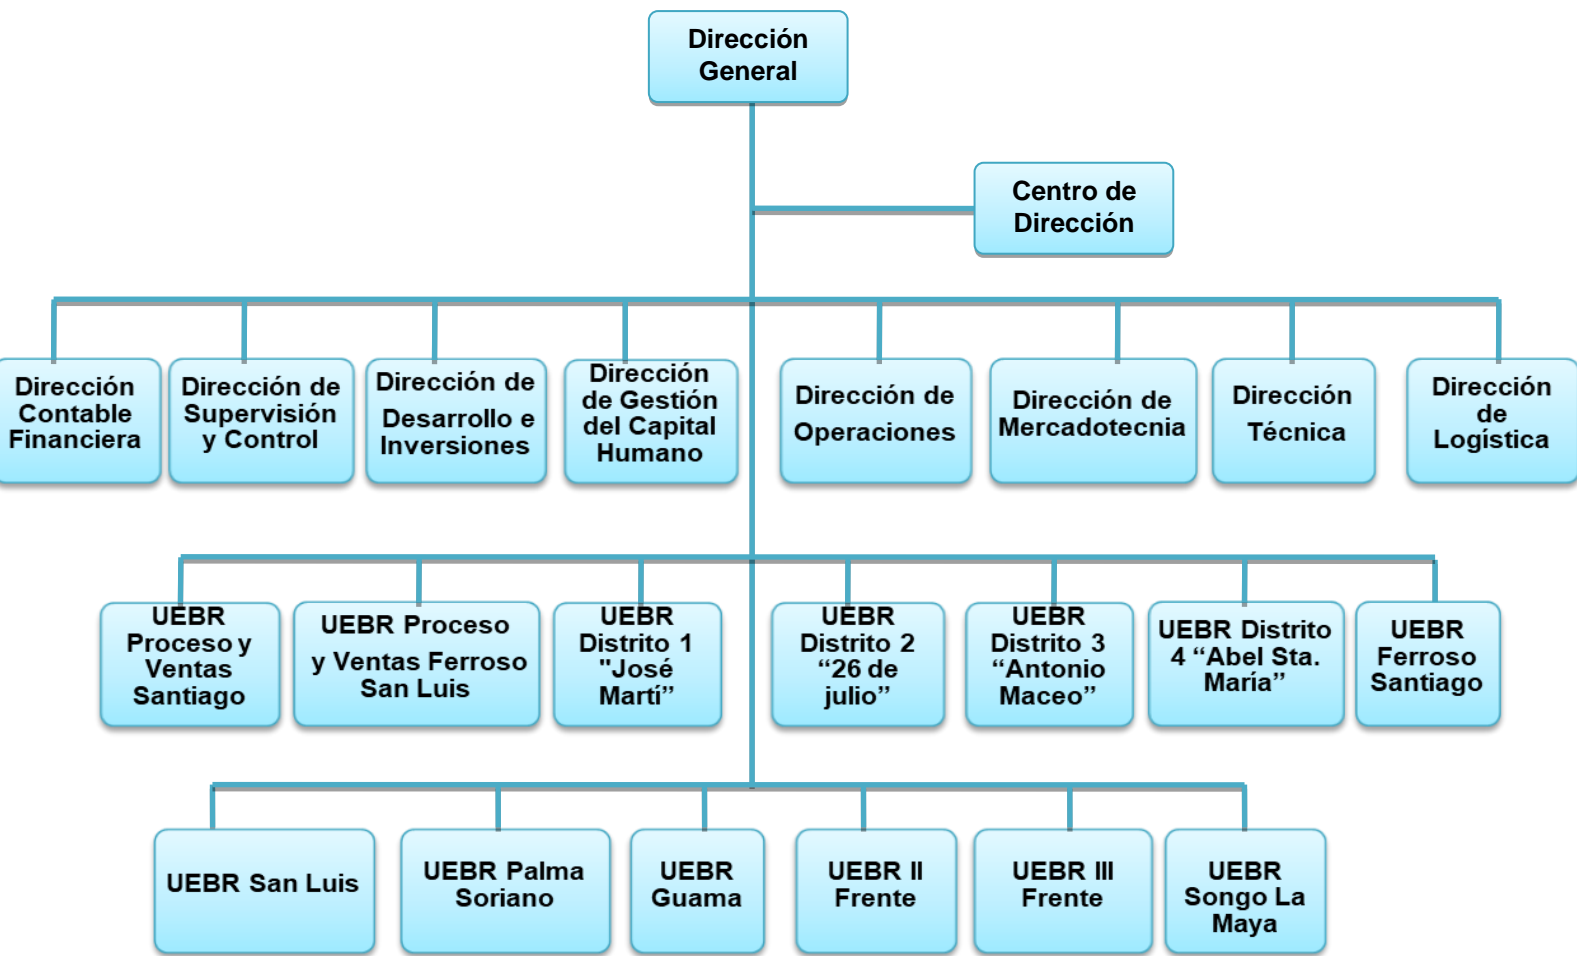 Dirección
General
Centro de
Dirección
Dirección
Contable
Financiera
Dirección de
Supervisión
y Control
Dirección de
Desarrollo e
Inversiones
Dirección
de Gestión
del Capital
Humano
Dirección de
Operaciones
Dirección de
Mercadotecnia
Dirección
Técnica
Dirección
de
Logística
UEBR
Proceso y
Ventas
Santiago
UEBR Proceso
y Ventas Ferroso
San Luis
UEBR
Distrito 1
"José
Martí”
UEBR
Distrito 2
“26 de
julio”
UEBR
Distrito 3
“Antonio
Maceo”
UEBR Distrito
4 “Abel Sta.
María”
UEBR
Ferroso
Santiago
UEBR San Luis
UEBR Palma
Soriano
UEBR
Guama
UEBR II
Frente
UEBR III
Frente
UEBR
Songo La
Maya